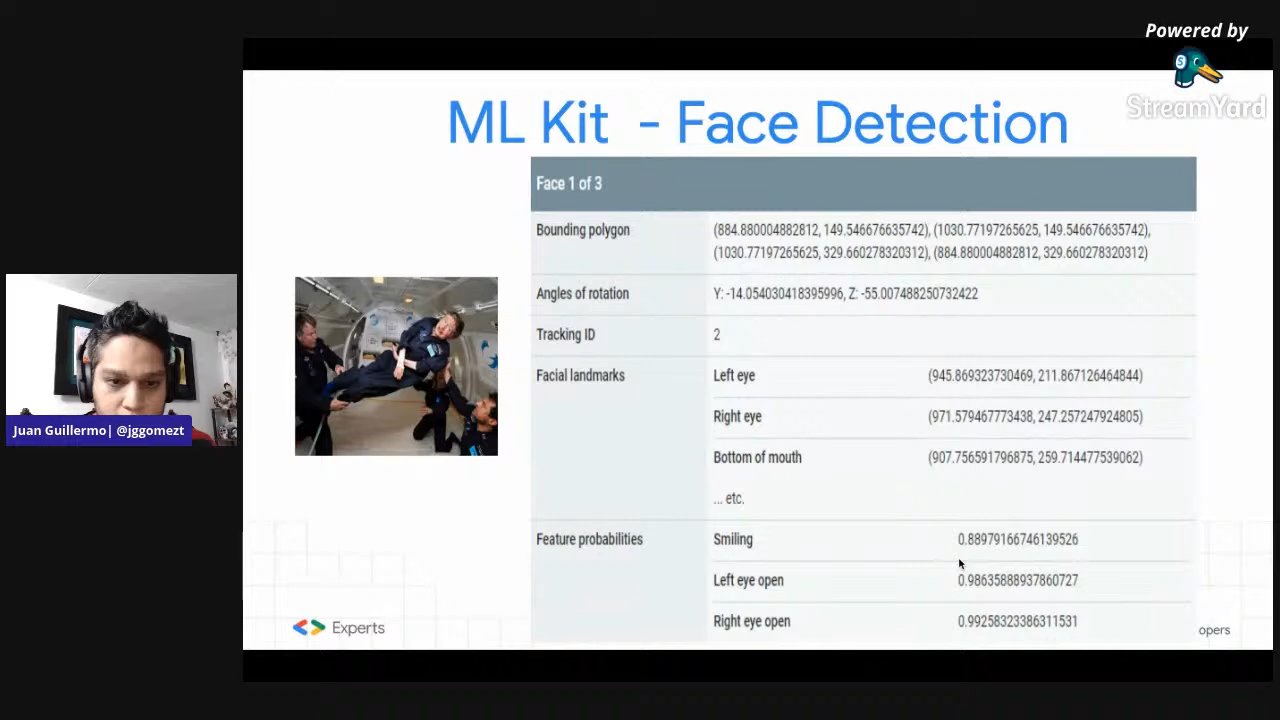 Powered by
StreamYard
ML Kit - Face Detection
Face 1 of 3
Bounding polygon (884.880004882812, 149.546676635742), (1030.77197265625, 149.546676635742),
(1030.77197265625, 329.660278320312), (884.880004882812, 329.660278320312)
Angles of rotation Y: -14.054030418395996, Z: -55.007488250732422
Tracking ID 2
Facial landmarks Left eye (945.869323730469, 211.867126464844)
Right eye (971.579467773438, 247.257247924805)
Bottom of mouth (907.756591796875, 259.714477539062)
... etc.
Feature probabilities Smiling 0.88979166746139526
Left eye open 0.98635888937860727
Right eye open 0.99258323386311531
Juan Guillermo| @jggomezt
Experts
opers